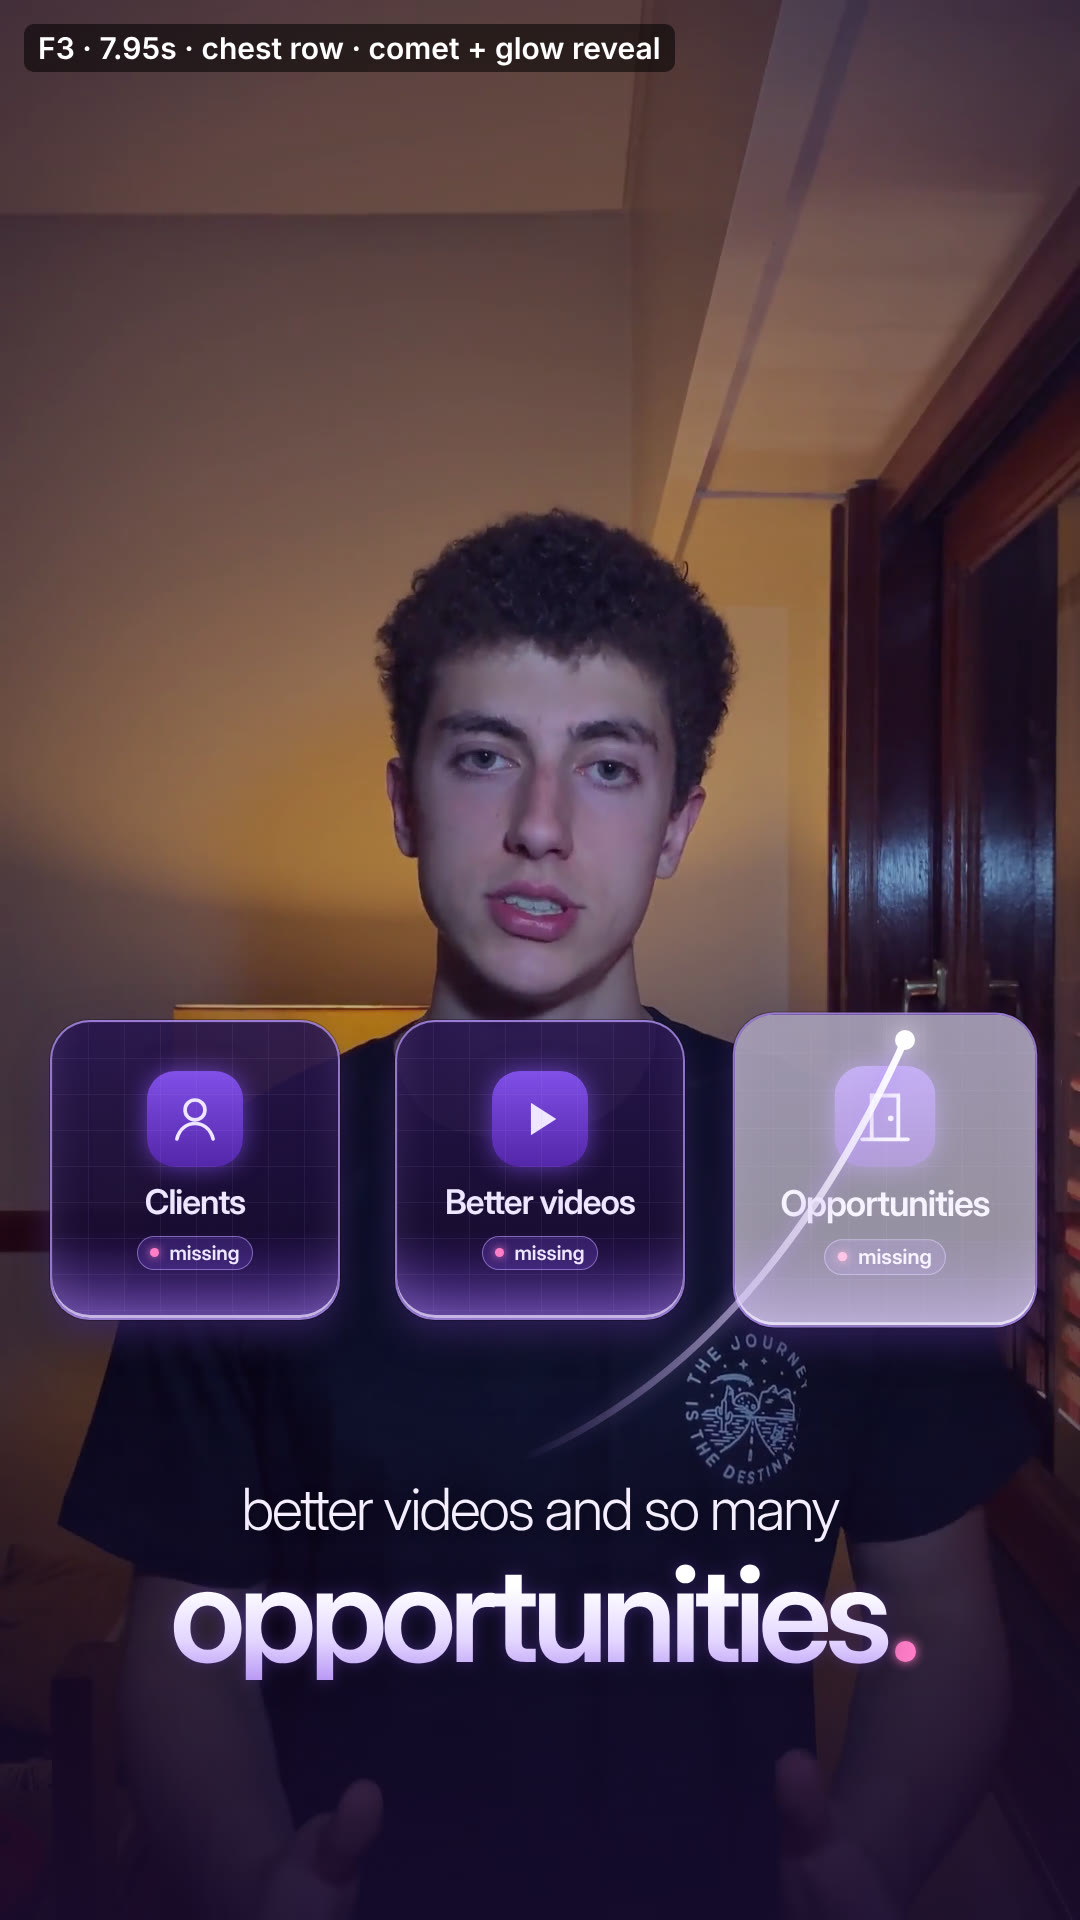 F3 · 7.95s · chest row · comet + glow reveal
Clients
missing
Better videos
missing
Opportunities
missing
THE JOURNEY
IS THE DESTINAT
better videos and so many
opportunities.